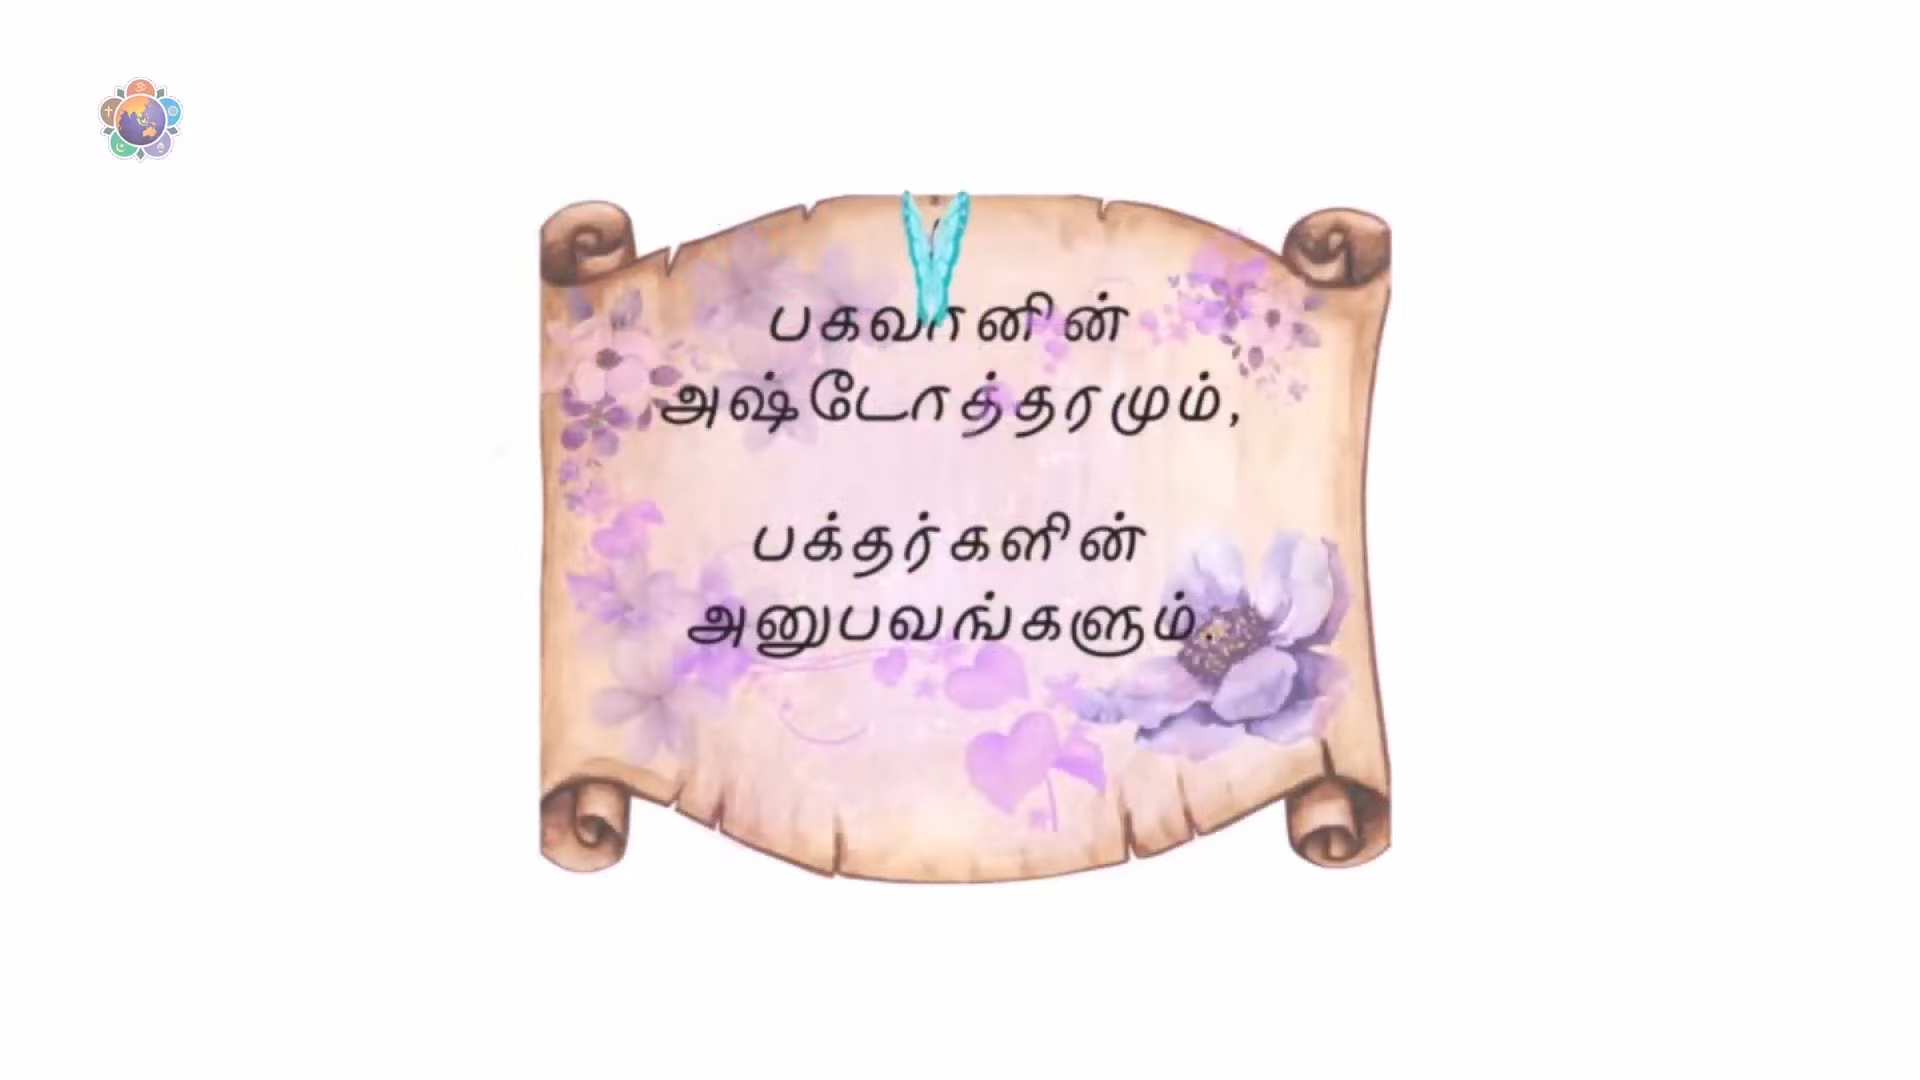 பகவானின்
அஷ்டோத்தரமும்,
பக்தர்களின்
அனுபவங்களும்.